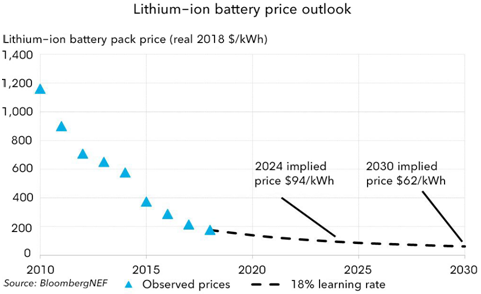 Lithium-ion battery price outlook
Lithium-ion battery pack price (real 2018 $/kWh)
1,400
1,200
1,000
800
600
400
200
0
2024 implied
price $94/kWh
2030 implied
price $62/kWh
2010
2015
2020
2025
2030
Source: BloombergNEF
Observed prices
18% learning rate